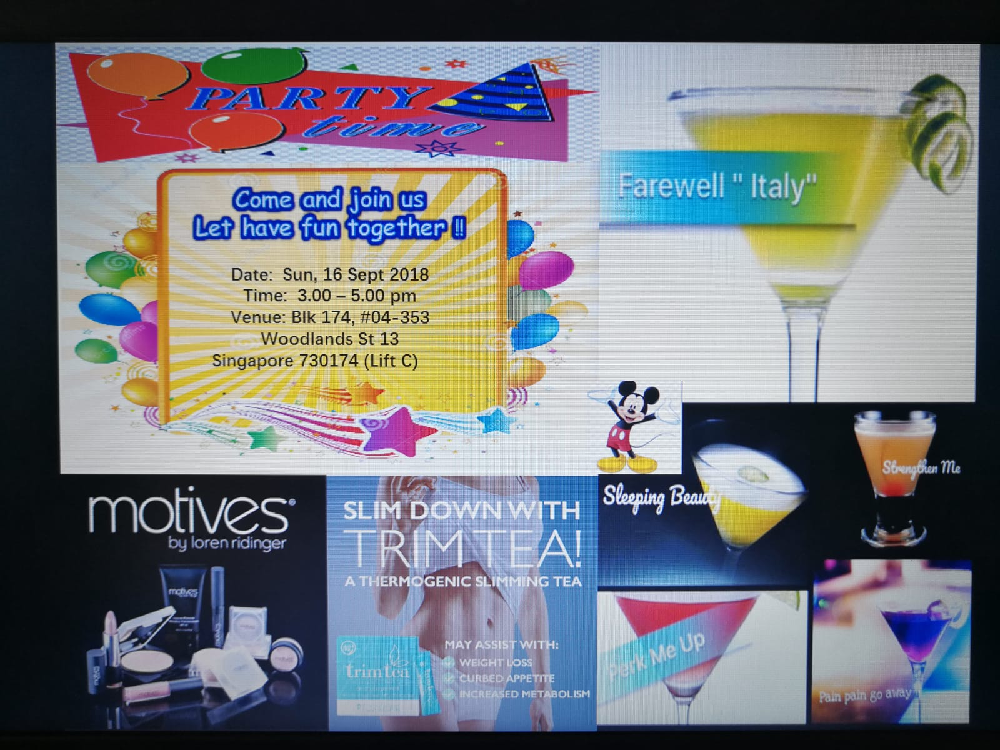 PARTY
time
Come and join us
Let have fun together !!
Date: Sun, 16 Sept 2018
Time: 3.00 – 5.00 pm
Venue: Blk 174, #04-353
Woodlands St 13
Singapore 730174 (Lift C)
Farewell " Italy"
Sleeping Beauty
Strengthen Me
motives®
by loren ridinger
motives
SLIM DOWN WITH
TRIM TEA!
A THERMOGENIC SLIMMING TEA
MAY ASSIST WITH:
WEIGHT LOSS
CURBED APPETITE
INCREASED METABOLISM
trimtea
Perk Me Up
Pain pain go away